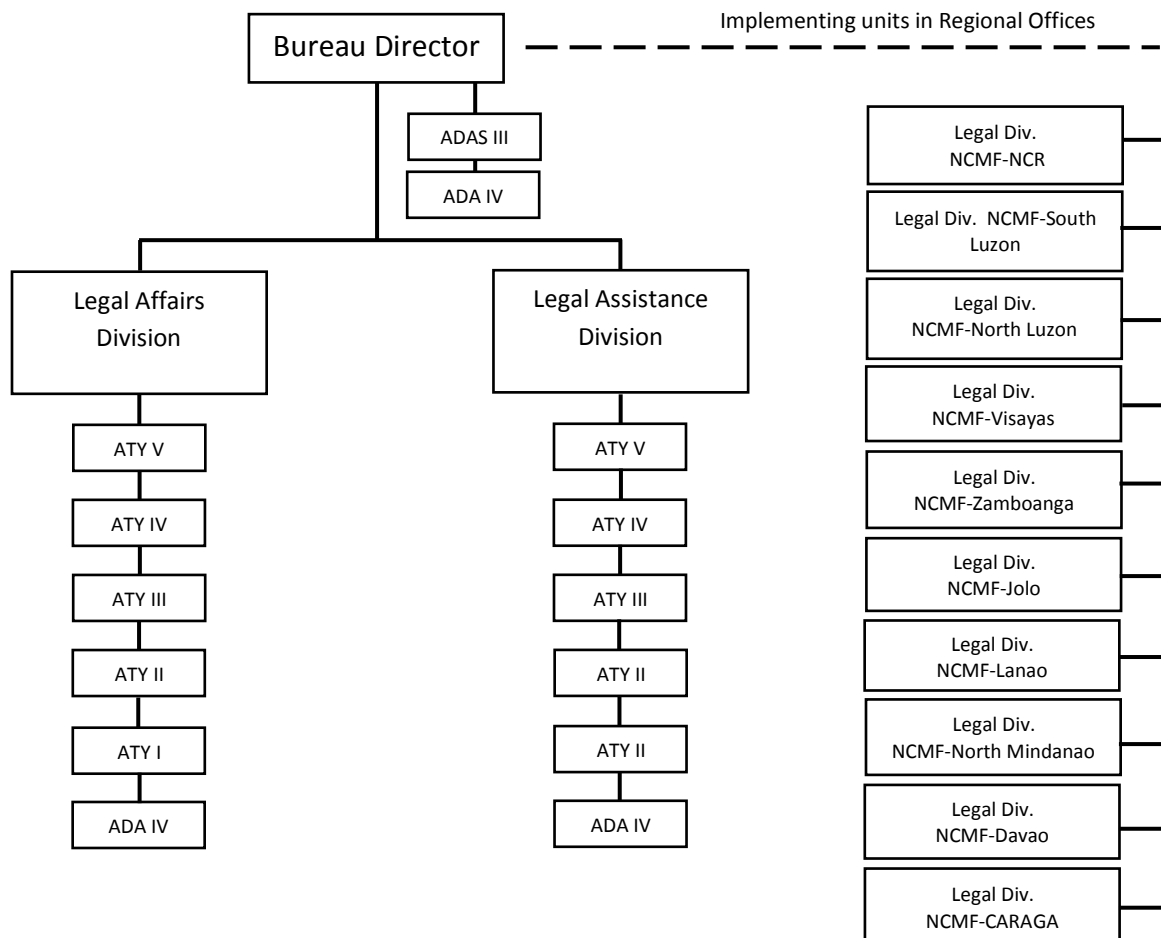 Implementing units in Regional Offices
Bureau Director
ADAS III
ADA IV
Legal Affairs
Division
ATY V
ATY IV
ATY III
ATY II
ATY I
ADA IV
Legal Assistance
Division
ATY V
ATY IV
ATY III
ATY II
ATY II
ADA IV
Legal Div.
NCMF-NCR
Legal Div. NCMF-South
Luzon
Legal Div.
NCMF-North Luzon
Legal Div.
NCMF-Visayas
Legal Div.
NCMF-Zamboanga
Legal Div.
NCMF-Jolo
Legal Div.
NCMF-Lanao
Legal Div.
NCMF-North Mindanao
Legal Div.
NCMF-Davao
Legal Div.
NCMF-CARAGA